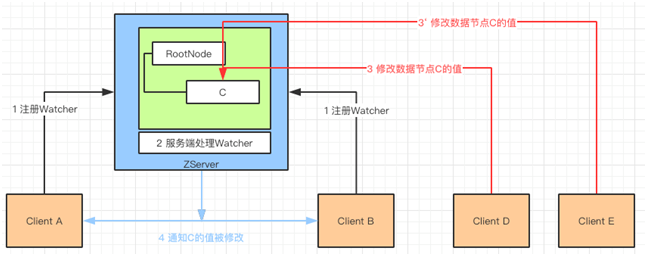 3' 修改数据节点C的值
RootNode
3 修改数据节点C的值
C
1 注册Watcher
1 注册Watcher
2 服务端处理Watcher
ZServer
Client A
Client B
Client D
Client E
4 通知C的值被修改